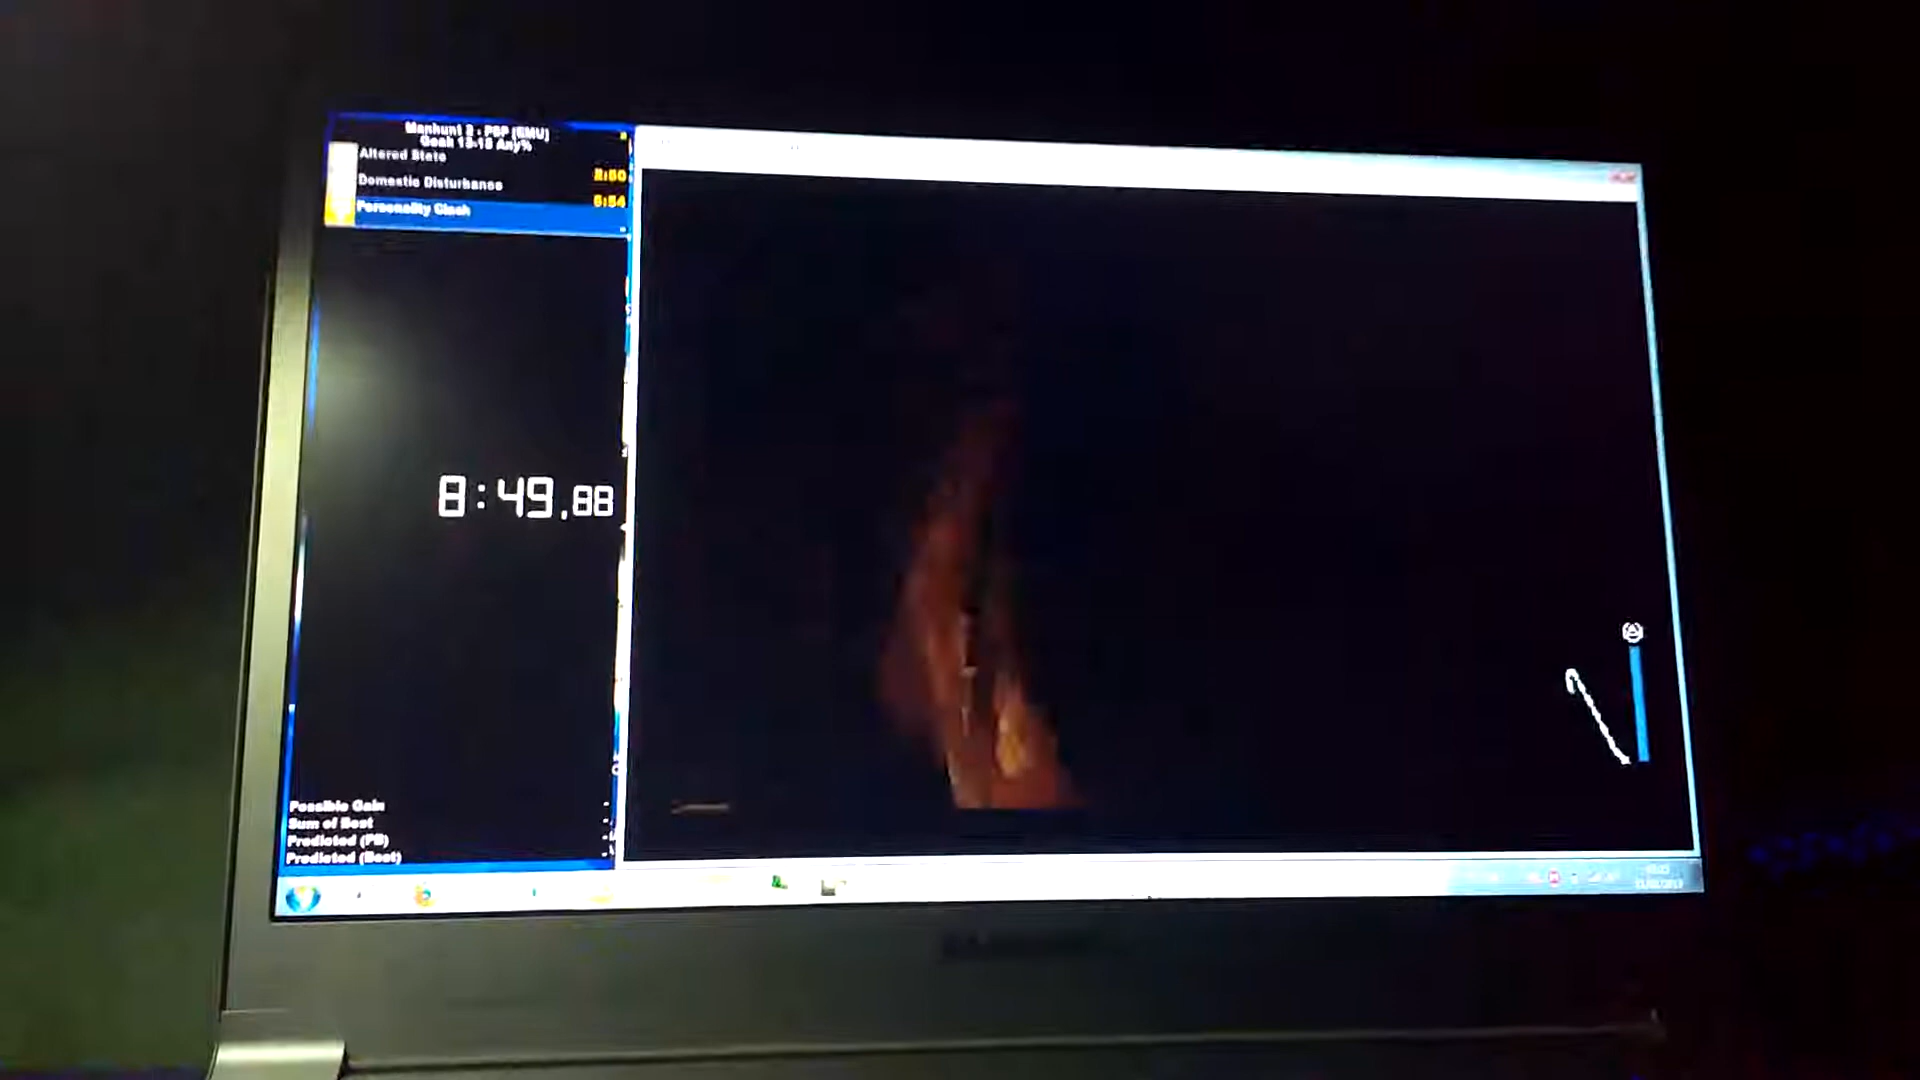 Manhunt 2 - PSP (EMU)
Altered State
2:50
Domestic Disturbance
5:54
Personality Clash
8:49.88
Possible Gain
-
Sum of Best
-
Predicted (PB)
Predicted (Best)